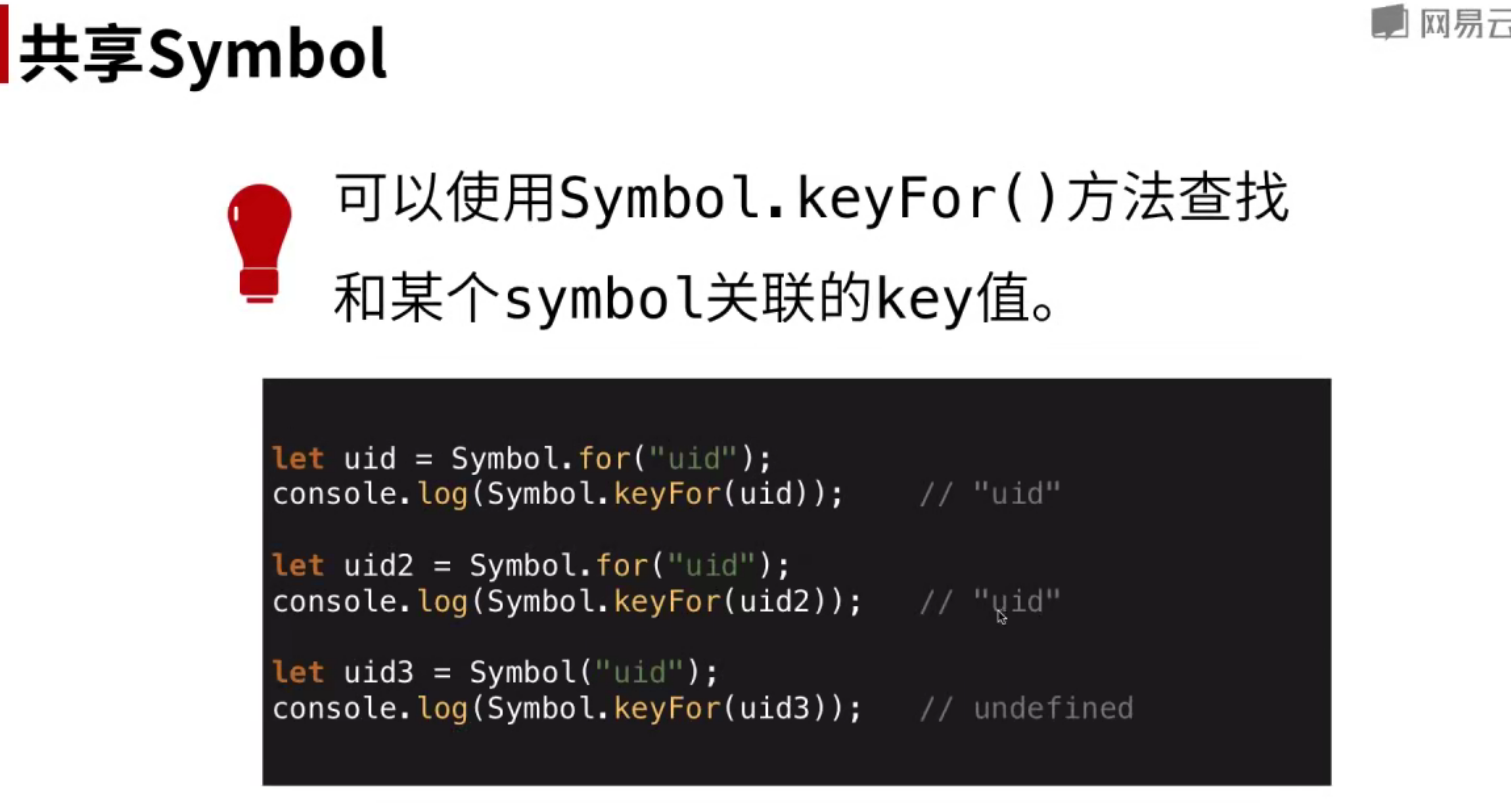 共享Symbol
网易云
可以使用Symbol.keyFor()方法查找
和某个symbol关联的key值。
let uid = Symbol.for("uid");
console.log(Symbol.keyFor(uid));    // "uid"
let uid2 = Symbol.for("uid");
console.log(Symbol.keyFor(uid2));   // "uid"
let uid3 = Symbol("uid");
console.log(Symbol.keyFor(uid3));   // undefined